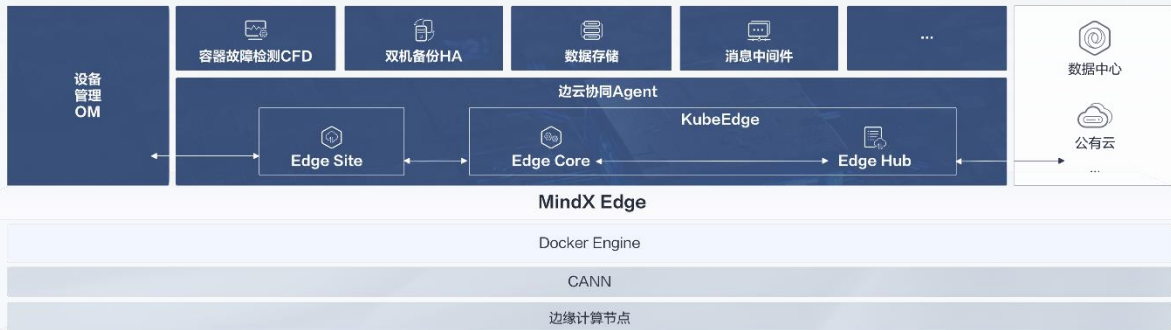 设备
管理
OM
容器故障检测CFD
双机备份HA
数据存储
消息中间件
...
边云协同Agent
KubeEdge
Edge Site
Edge Core
Edge Hub
数据中心
公有云
...
MindX Edge
Docker Engine
CANN
边缘计算节点